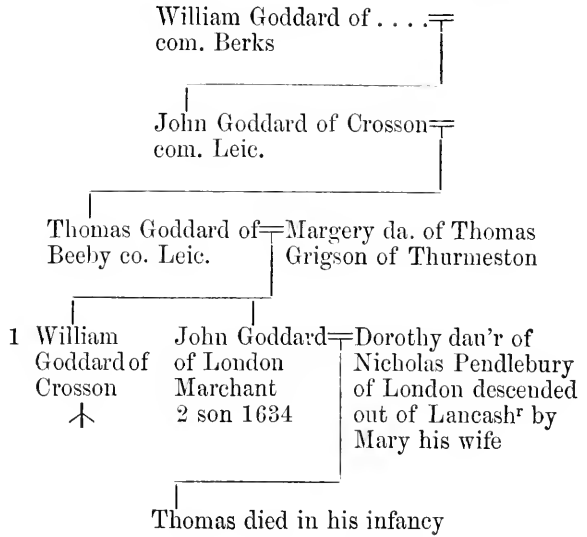 William Goddard of . . . .
com. Berks
John Goddard of Crosson
com. Leic.
Thomas Goddard of
Beeby co. Leic.
Margery da. of Thomas
Grigson of Thurmeston
1 William
Goddard of
Crosson
John Goddard
of London
Marchant
2 son 1634
Dorothy dau'r of
Nicholas Pendlebury
of London descended
out of Lancashʳ by
Mary his wife
Thomas died in his infancy